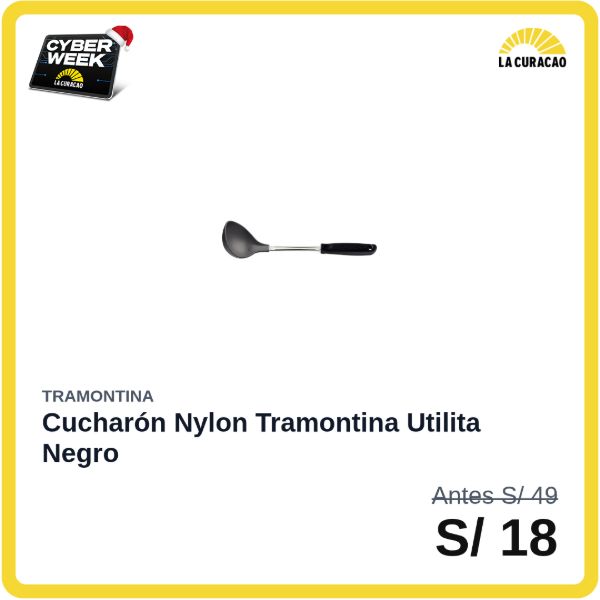 CYBER
WEEK
LA CURACAO
LA CURACAO
TRAMONTINA
Cucharón Nylon Tramontina Utilita
Negro
Antes S/ 49
S/ 18